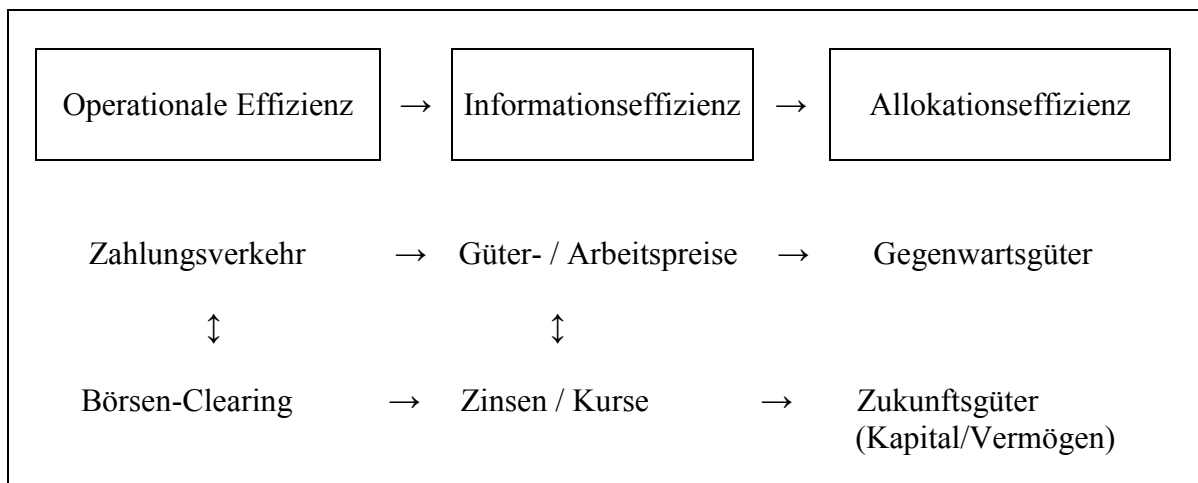 Operationale Effizienz → Informationseffizienz → Allokationseffizienz
Zahlungsverkehr → Güter- / Arbeitspreise → Gegenwartsgüter
↕ ↕
Börsen-Clearing → Zinsen / Kurse → Zukunftsgüter
(Kapital/Vermögen)